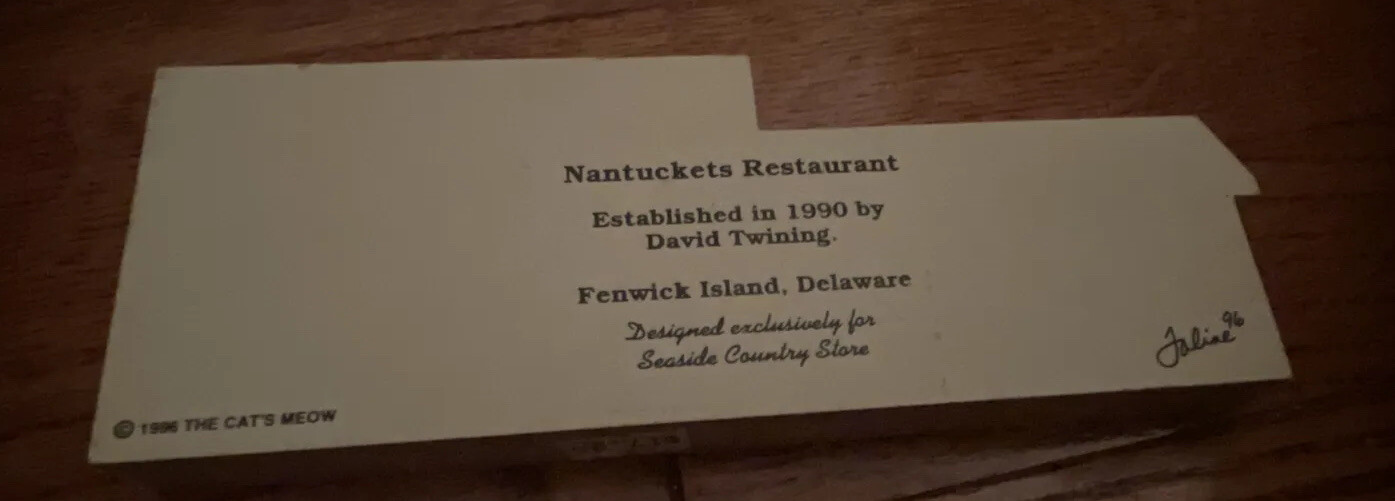 Nantuckets Restaurant
Established in 1990 by
David Twining.
Fenwick Island, Delaware
Designed exclusively for
Seaside Country Store
Faline 96
© 1996 THE CAT'S MEOW